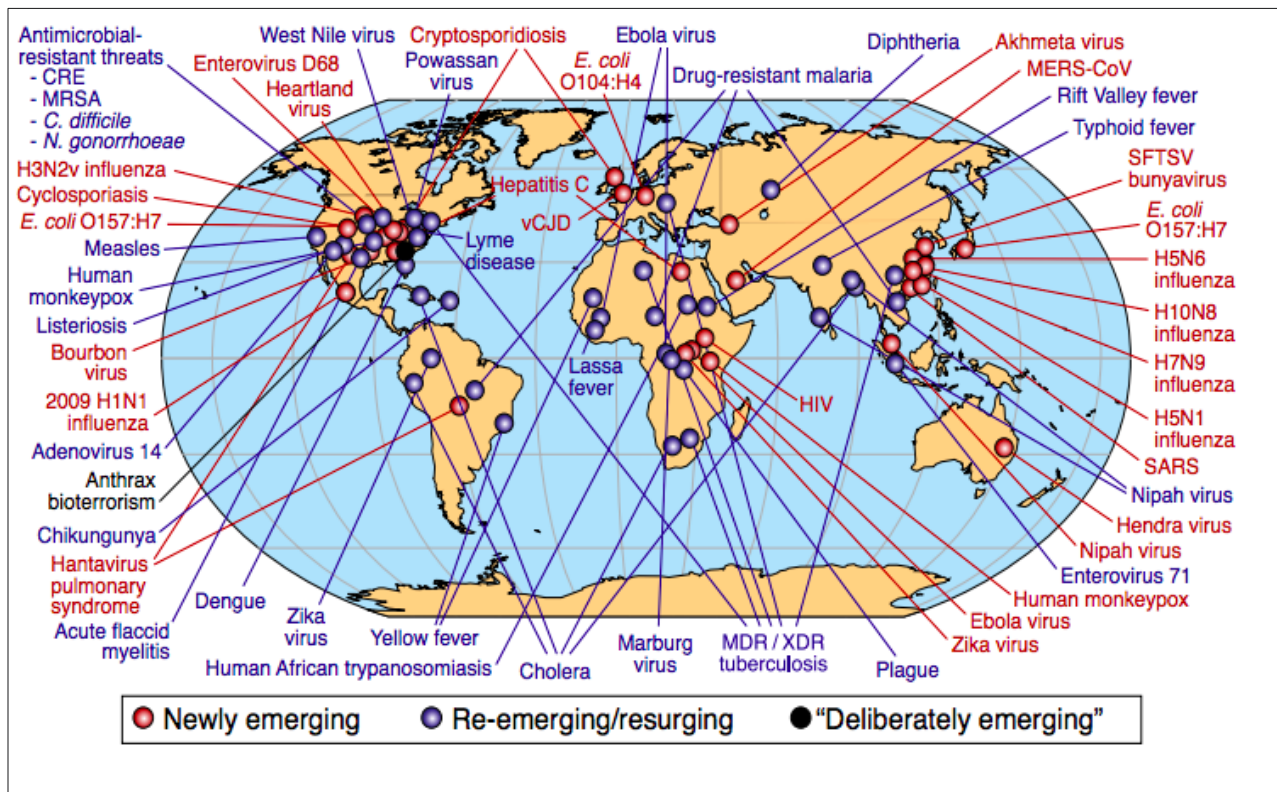 Antimicrobial-
resistant threats
- CRE
- MRSA
- C. difficile
- N. gonorrhoeae
H3N2v influenza
Cyclosporiasis
E. coli O157:H7
Measles
Human
monkeypox
Listeriosis
Bourbon
virus
2009 H1N1
influenza
Adenovirus 14
Anthrax
bioterrorism
Chikungunya
Hantavirus
pulmonary
syndrome
Acute flaccid
myelitis
Dengue
Zika
virus
Human African trypanosomiasis
Yellow fever
Cholera
Marburg
virus
MDR / XDR
tuberculosis
Plague
West Nile virus
Enterovirus D68
Heartland
virus
Cryptosporidiosis
Powassan
virus
E. coli
O104:H4
Ebola virus
Drug-resistant malaria
Diphtheria
Hepatitis C
vCJD
Lyme
disease
Lassa
fever
HIV
Akhmeta virus
MERS-CoV
Rift Valley fever
Typhoid fever
SFTSV
bunyavirus
E. coli
O157:H7
H5N6
influenza
H10N8
influenza
H7N9
influenza
H5N1
influenza
SARS
Nipah virus
Hendra virus
Nipah virus
Enterovirus 71
Human monkeypox
Ebola virus
Zika virus
Newly emerging
Re-emerging/resurging
“Deliberately emerging”